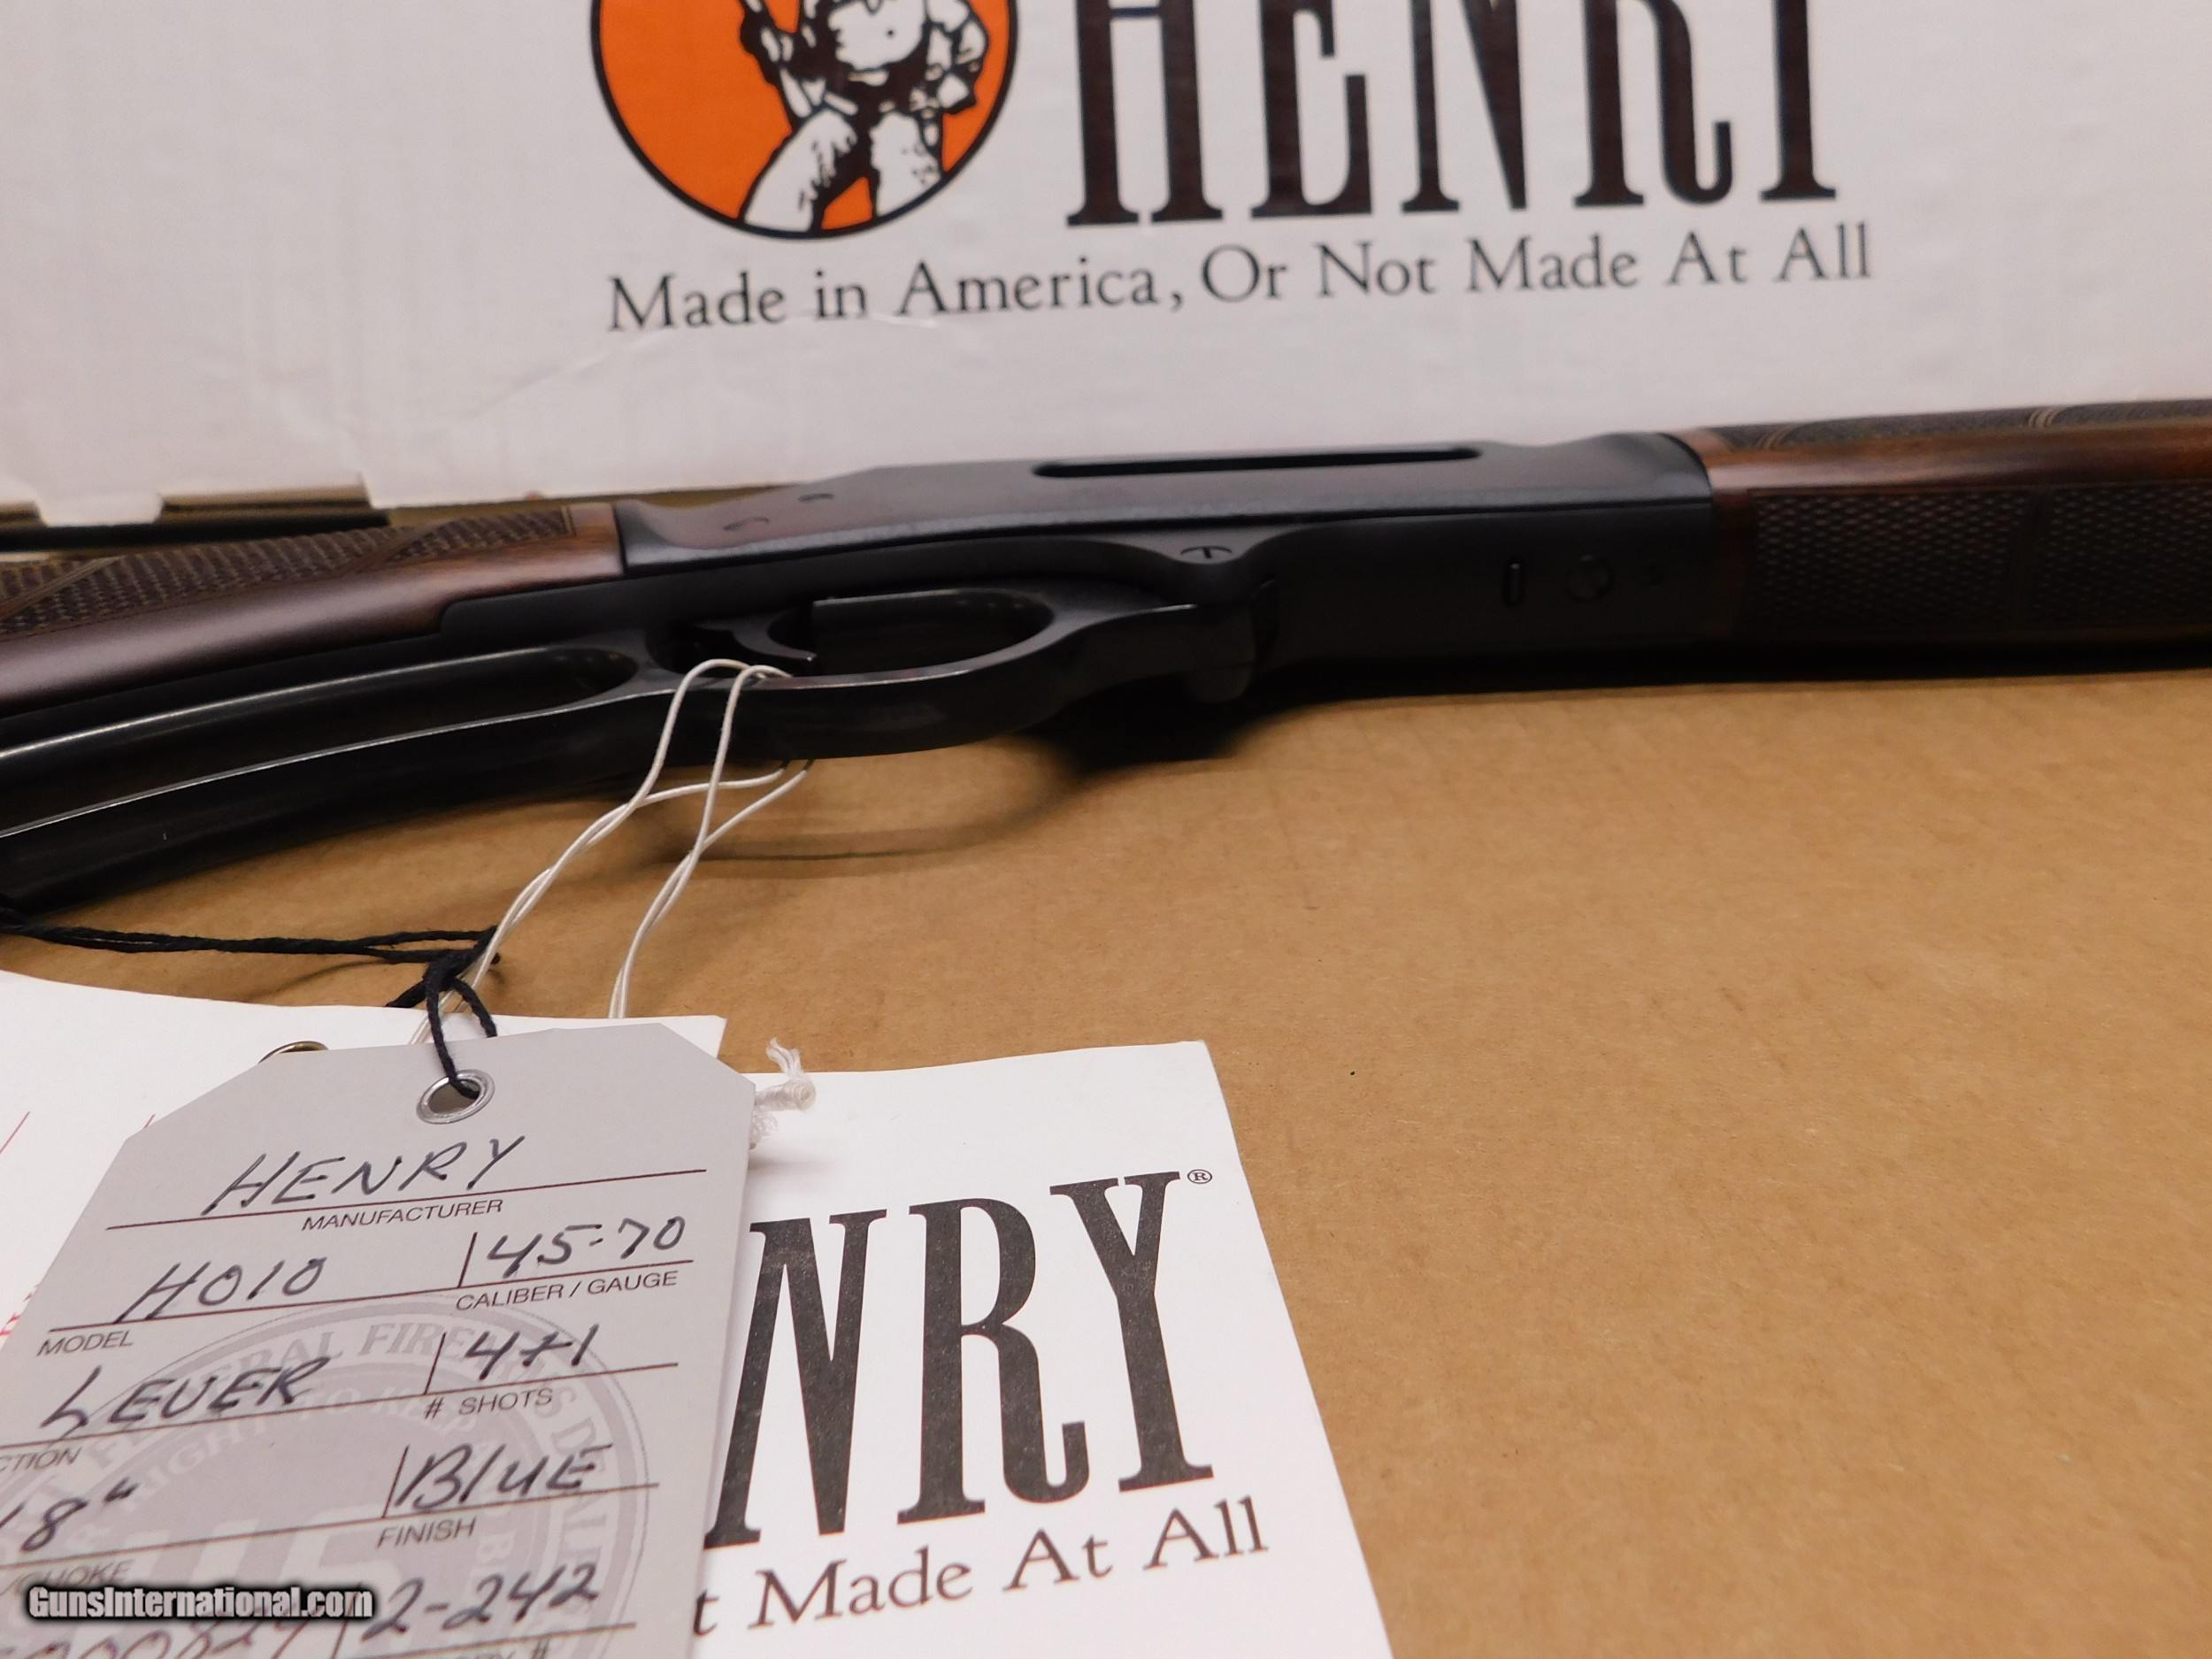 HENRY
Made in America, Or Not Made At All
HENRY
MANUFACTURER
H010 45-70
MODEL CALIBER / GAUGE
LEVER 4+1
# SHOTS
18" BluE
FINISH
2-242
NRY®
t Made At All
GunsInternational.com